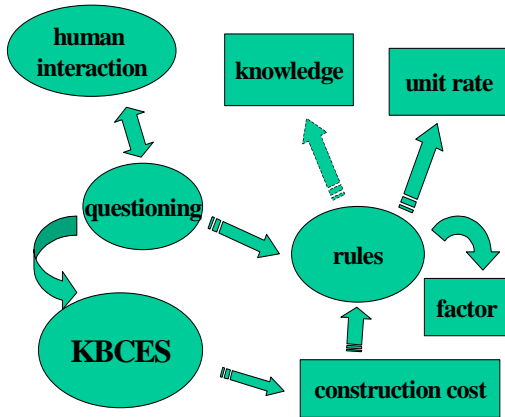 human
interaction
knowledge
unit rate
questioning
rules
factor
KBCES
construction cost